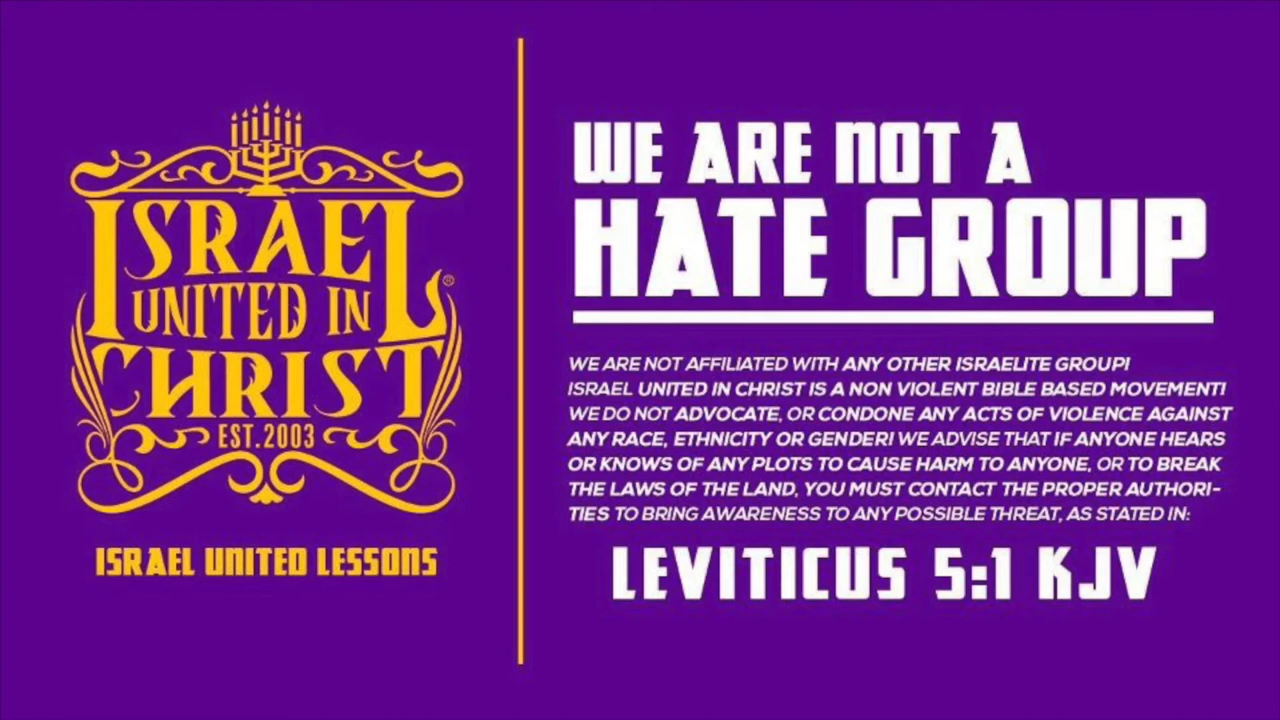 ISRAEL
UNITED IN
CHRIST
EST.2003
®
ISRAEL UNITED LESSONS
WE ARE NOT A
HATE GROUP
WE ARE NOT AFFILIATED WITH ANY OTHER ISRAELITE GROUP!
ISRAEL UNITED IN CHRIST IS A NON VIOLENT BIBLE BASED MOVEMENT!
WE DO NOT ADVOCATE, OR CONDONE ANY ACTS OF VIOLENCE AGAINST
ANY RACE, ETHNICITY OR GENDER! WE ADVISE THAT IF ANYONE HEARS
OR KNOWS OF ANY PLOTS TO CAUSE HARM TO ANYONE, OR TO BREAK
THE LAWS OF THE LAND, YOU MUST CONTACT THE PROPER AUTHORI-
TIES TO BRING AWARENESS TO ANY POSSIBLE THREAT, AS STATED IN:
LEVITICUS 5:1 KJV